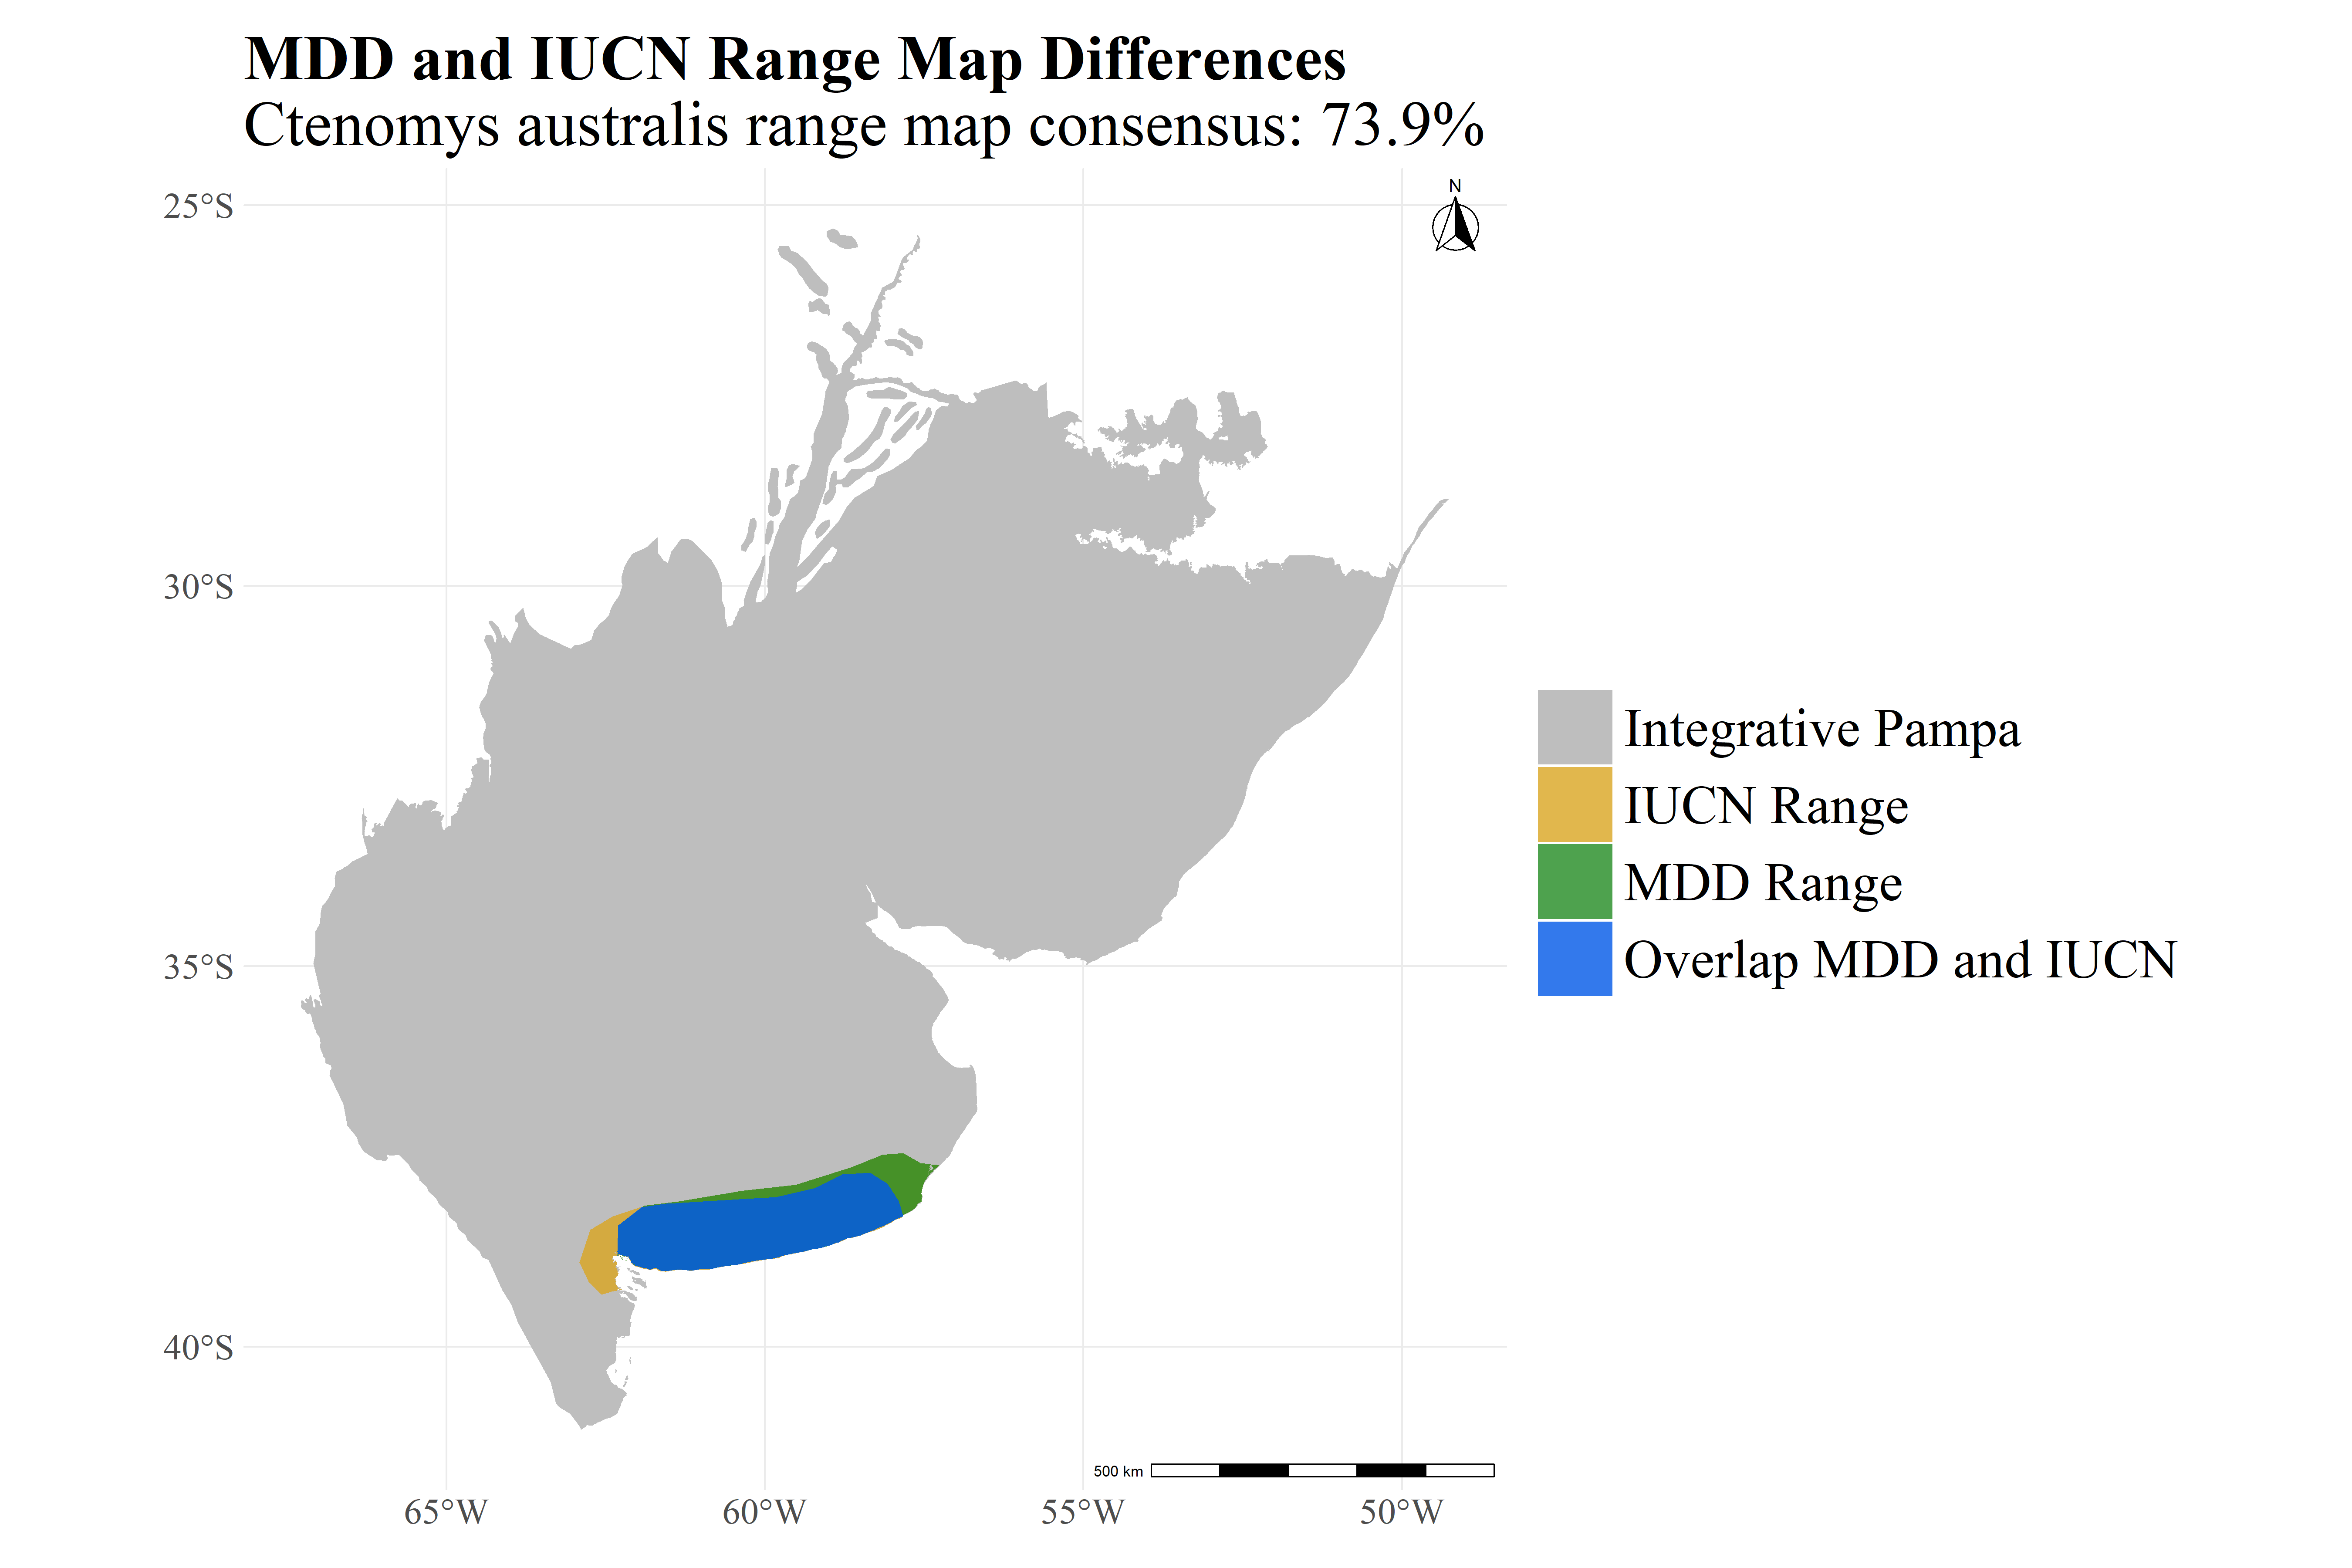 MDD and IUCN Range Map Differences
Ctenomys australis range map consensus: 73.9%
N
25°S
30°S
35°S
40°S
Integrative Pampa
IUCN Range
MDD Range
Overlap MDD and IUCN
500 km
65°W 60°W 55°W 50°W